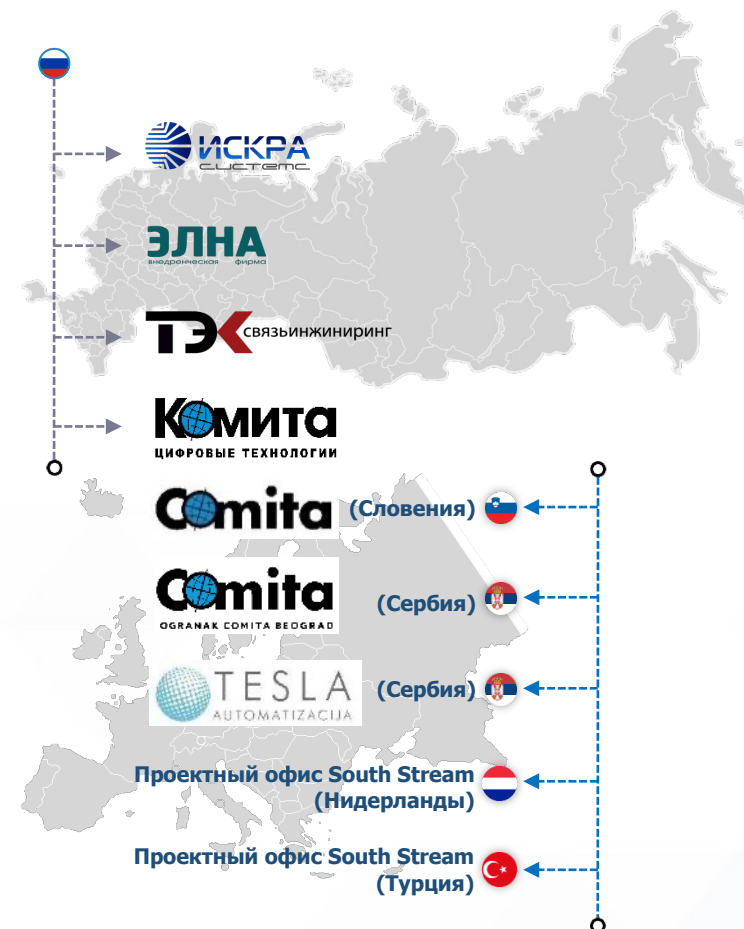 ИСКРА
системс
ЭЛНА
внедренческая фирма
ТЭК связьинжиниринг
Комита
ЦИФРОВЫЕ ТЕХНОЛОГИИ
Comita (Словения)
Comita
OGRANAK COMITA BEOGRAD
(Сербия)
TESLA
AUTOMATIZACIJA
(Сербия)
Проектный офис South Stream
(Нидерланды)
Проектный офис South Stream
(Турция)